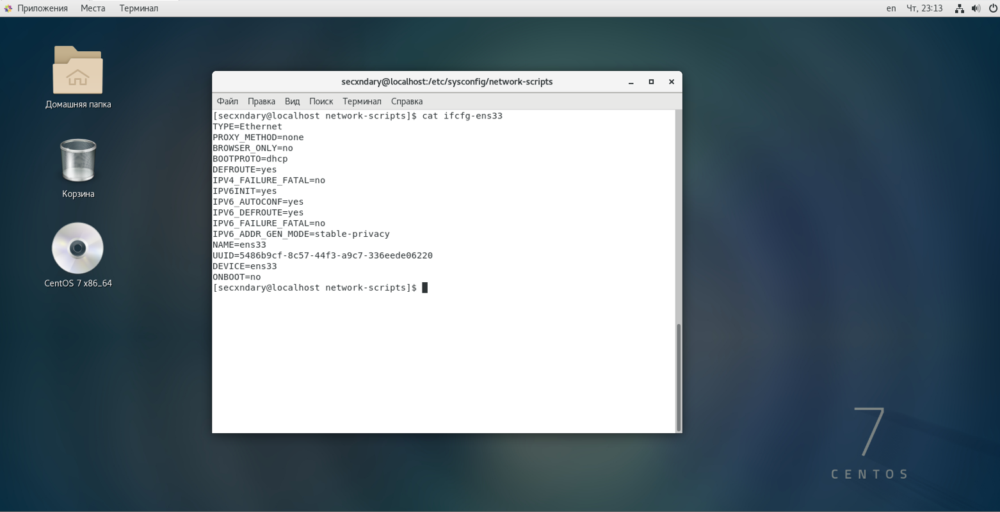 Приложения Места Терминал en Чт, 23:13
Домашняя папка
Корзина
CentOS 7 x86_64
secxndary@localhost:/etc/sysconfig/network-scripts
Файл Правка Вид Поиск Терминал Справка
[secxndary@localhost network-scripts]$ cat ifcfg-ens33
TYPE=Ethernet
PROXY_METHOD=none
BROWSER_ONLY=no
BOOTPROTO=dhcp
DEFROUTE=yes
IPV4_FAILURE_FATAL=no
IPV6INIT=yes
IPV6_AUTOCONF=yes
IPV6_DEFROUTE=yes
IPV6_FAILURE_FATAL=no
IPV6_ADDR_GEN_MODE=stable-privacy
NAME=ens33
UUID=5486b9cf-8c57-44f3-a9c7-336eede06220
DEVICE=ens33
ONBOOT=no
[secxndary@localhost network-scripts]$
7
CENTOS